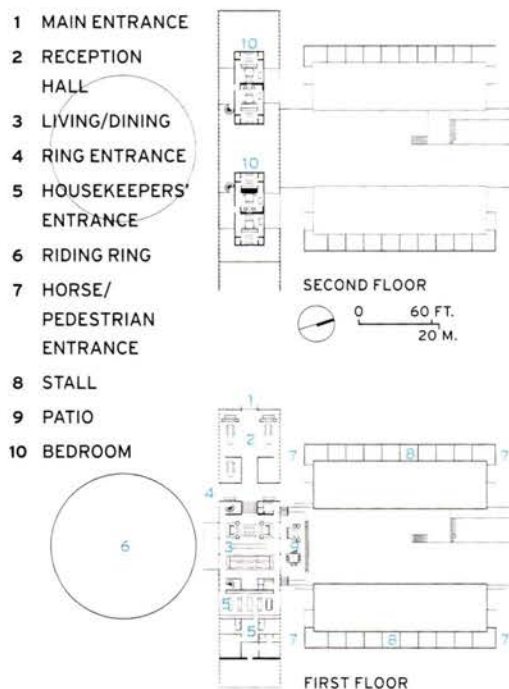 1 MAIN ENTRANCE
2 RECEPTION
HALL
3 LIVING/DINING
4 RING ENTRANCE
5 HOUSEKEEPERS'
ENTRANCE
6 RIDING RING
7 HORSE/
PEDESTRIAN
ENTRANCE
8 STALL
9 PATIO
10 BEDROOM
10
10
SECOND FLOOR
0 60 FT.
20 M.
1
2
7 8 7
4
6
3 9
5
5
7 8 7
FIRST FLOOR